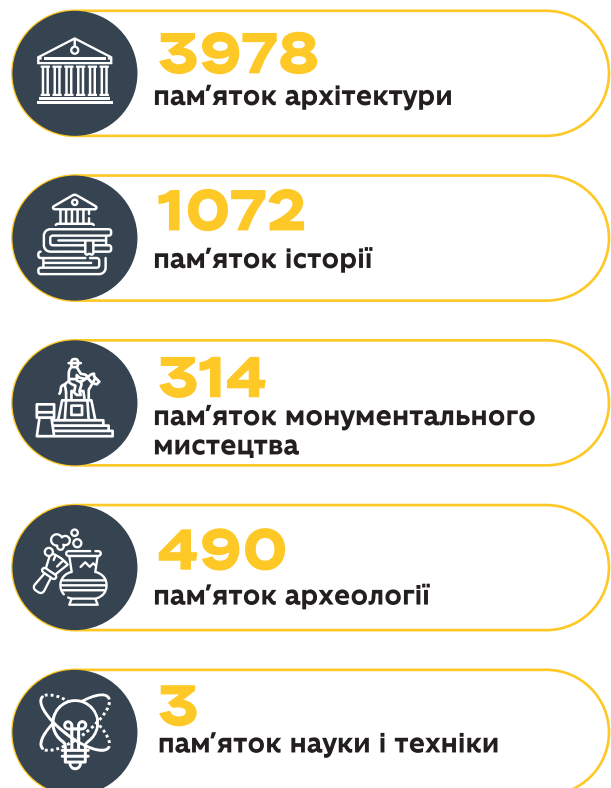 3978
пам’яток архітектури
1072
пам’яток історії
314
пам’яток монументального
мистецтва
490
пам’яток археології
3
пам’яток науки і техніки